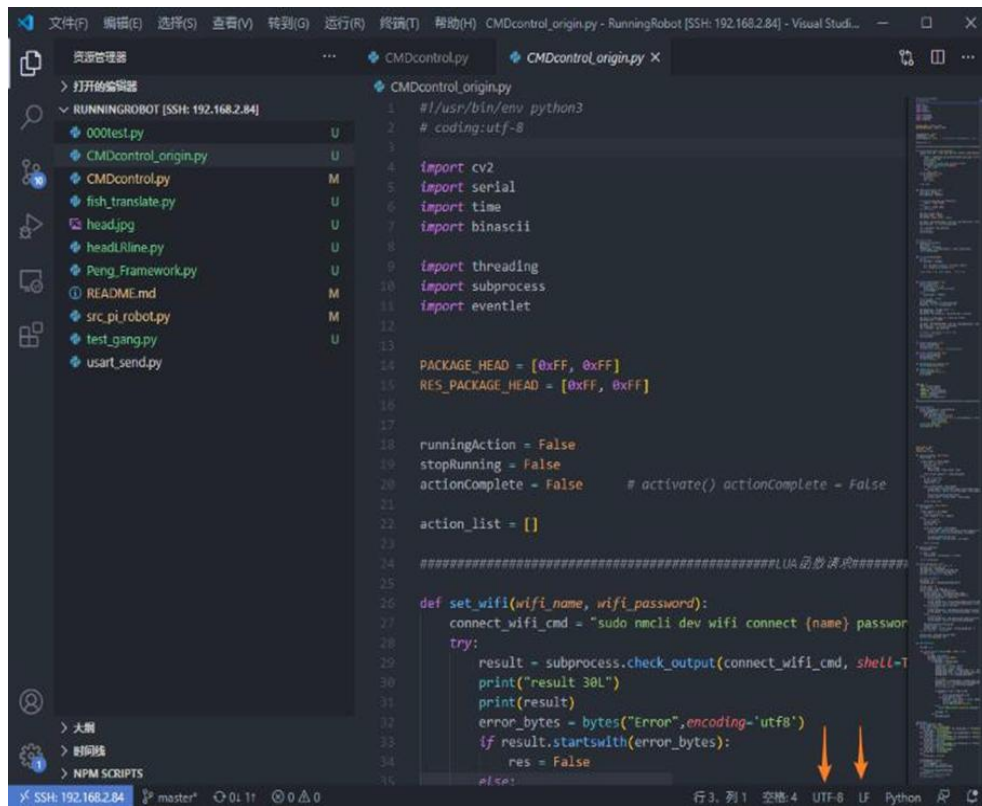 文件(F) 编辑(E) 选择(S) 查看(V) 转到(G) 运行(R) 终端(T) 帮助(H) CMDcontrol_origin.py - RunningRobot [SSH: 192.168.2.84] - Visual Studi...
资源管理器
CMDcontrol.py
CMDcontrol_origin.py
打开的编辑器
CMDcontrol_origin.py
RUNNINGROBOT [SSH: 192.168.2.84]
000test.py U
CMDcontrol_origin.py U
CMDcontrol.py M
fish_translate.py U
head.jpg U
headLRline.py U
Peng_Framework.py U
README.md M
src_pi_robot.py M
test_gang.py U
usart_send.py
1 #!/usr/bin/env python3
2 # coding:utf-8
3
4 import cv2
5 import serial
6 import time
7 import binascii
8
9 import threading
10 import subprocess
11 import eventlet
12
13
14 PACKAGE_HEAD = [0xFF, 0xFF]
15 RES_PACKAGE_HEAD = [0xFF, 0xFF]
16
17
18 runningAction = False
19 stopRunning = False
20 actionComplete = False # activate() actionComplete = False
21
22 action_list = []
23
24 ################################################LUA函数请求########
25
26 def set_wifi(wifi_name, wifi_password):
27 connect_wifi_cmd = "sudo nmcli dev wifi connect {name} passwor
28 try:
29 result = subprocess.check_output(connect_wifi_cmd, shell=T
30 print("result 30L")
31 print(result)
32 error_bytes = bytes("Error",encoding='utf8')
33 if result.startswith(error_bytes):
34 res = False
35 else:
大纲
时间线
NPM SCRIPTS
10
1
SSH: 192.168.2.84 master* 0↓ 1↑ 0 0 行 3, 列 1 空格: 4 UTF-8 LF Python